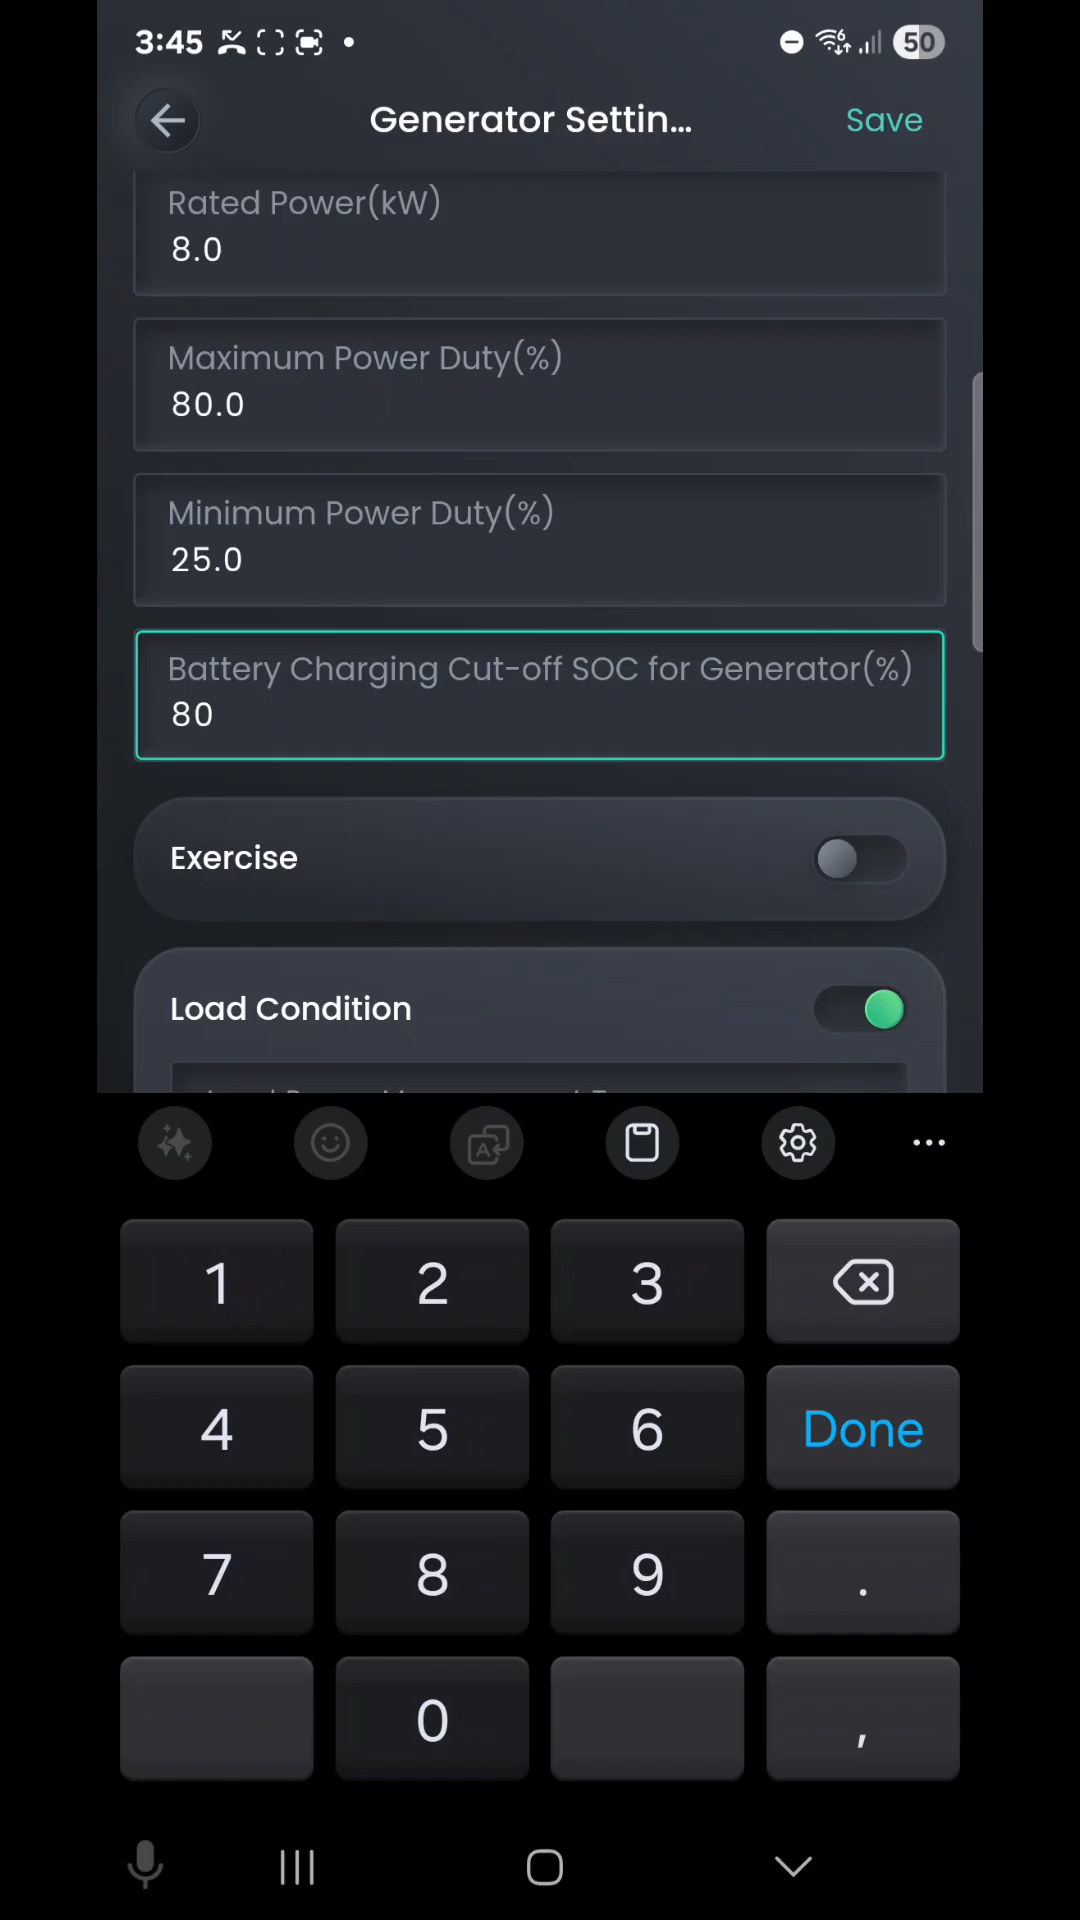 3:45
50
Generator Settin...
Save
Rated Power(kW)
8.0
Maximum Power Duty(%)
80.0
Minimum Power Duty(%)
25.0
Battery Charging Cut-off SOC for Generator(%)
80
Exercise
Load Condition
1 2 3
4 5 6 Done
7 8 9 .
0 ,